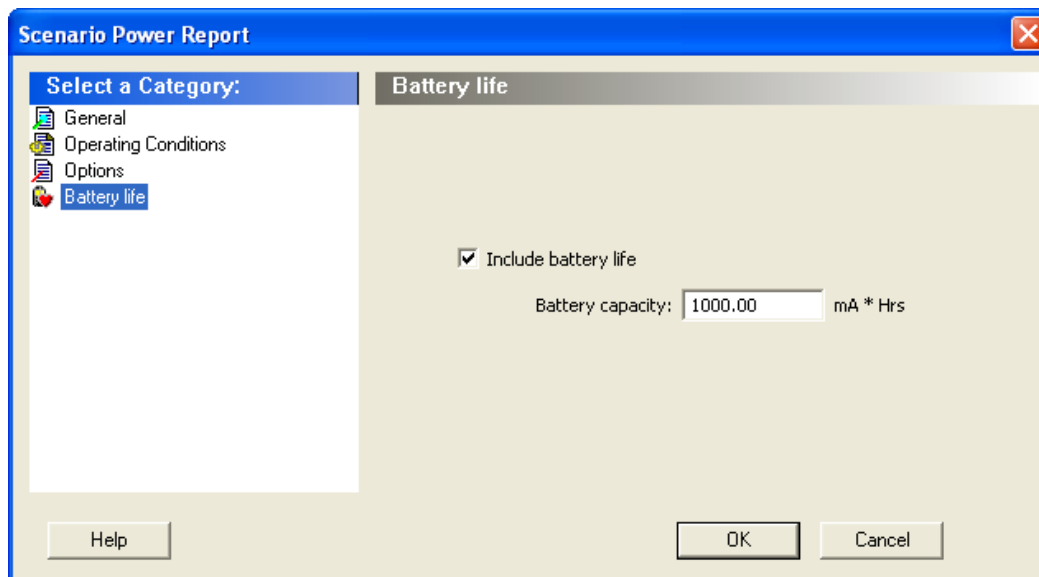 Scenario Power Report
Select a Category:
General
Operating Conditions
Options
Battery life
Battery life
Include battery life
Battery capacity: 1000.00 mA * Hrs
Help
OK
Cancel